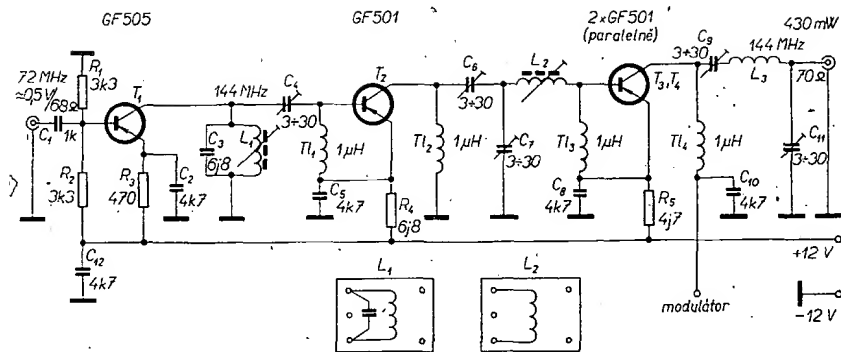 GF505
GF501
2×GF501
(paralelně)
430 mW
72 MHz
≈0,5 V/68Ω
R1
3k3
T1
144 MHz
C4
3÷30
T2
C6
3÷30
L2
T3,T4
C9
3÷30
144 MHz
L3
70Ω
C1
1k
C3
6j8
L1
Tl1
1μH
Tl2
1μH
C7
3÷30
Tl3
1μH
Tl4
1μH
C11
3÷30
R2
3k3
R3
470
C2
4k7
C5
4k7
R4
6j8
C8
4k7
R5
4j7
C10
4k7
C12
4k7
+12 V
L1
L2
modulátor
−12 V